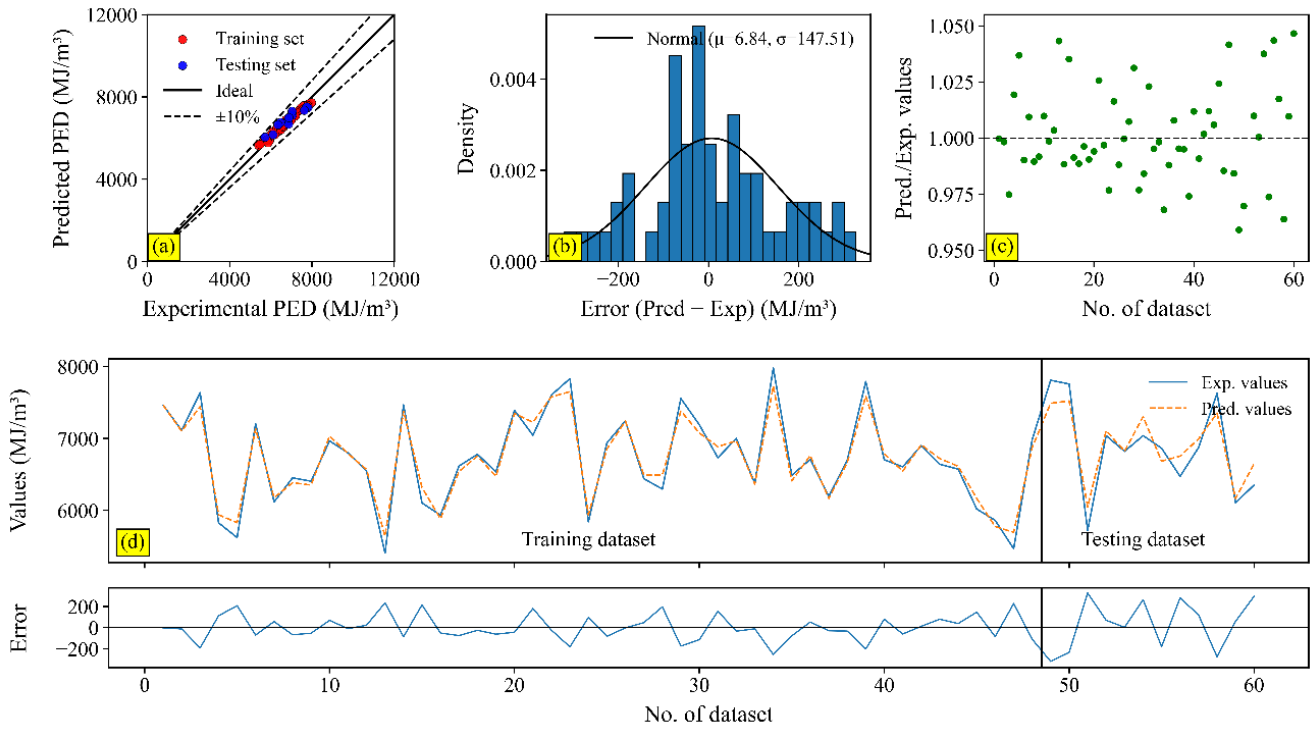 12000
8000
4000
0
Predicted PED (MJ/m³)
Training set
Testing set
Ideal
±10%
(a)
0
4000
8000
12000
Experimental PED (MJ/m³)
0.004
0.002
0.000
Density
Normal (μ−6.84, σ−147.51)
(b)
−200
0
200
Error (Pred − Exp) (MJ/m³)
1.050
1.025
1.000
0.975
0.950
Pred./Exp. values
(c)
0
20
40
60
No. of dataset
8000
7000
6000
Values (MJ/m³)
Exp. values
Pred. values
(d)
Training dataset
Testing dataset
200
0
−200
Error
0
10
20
30
40
50
60
No. of dataset